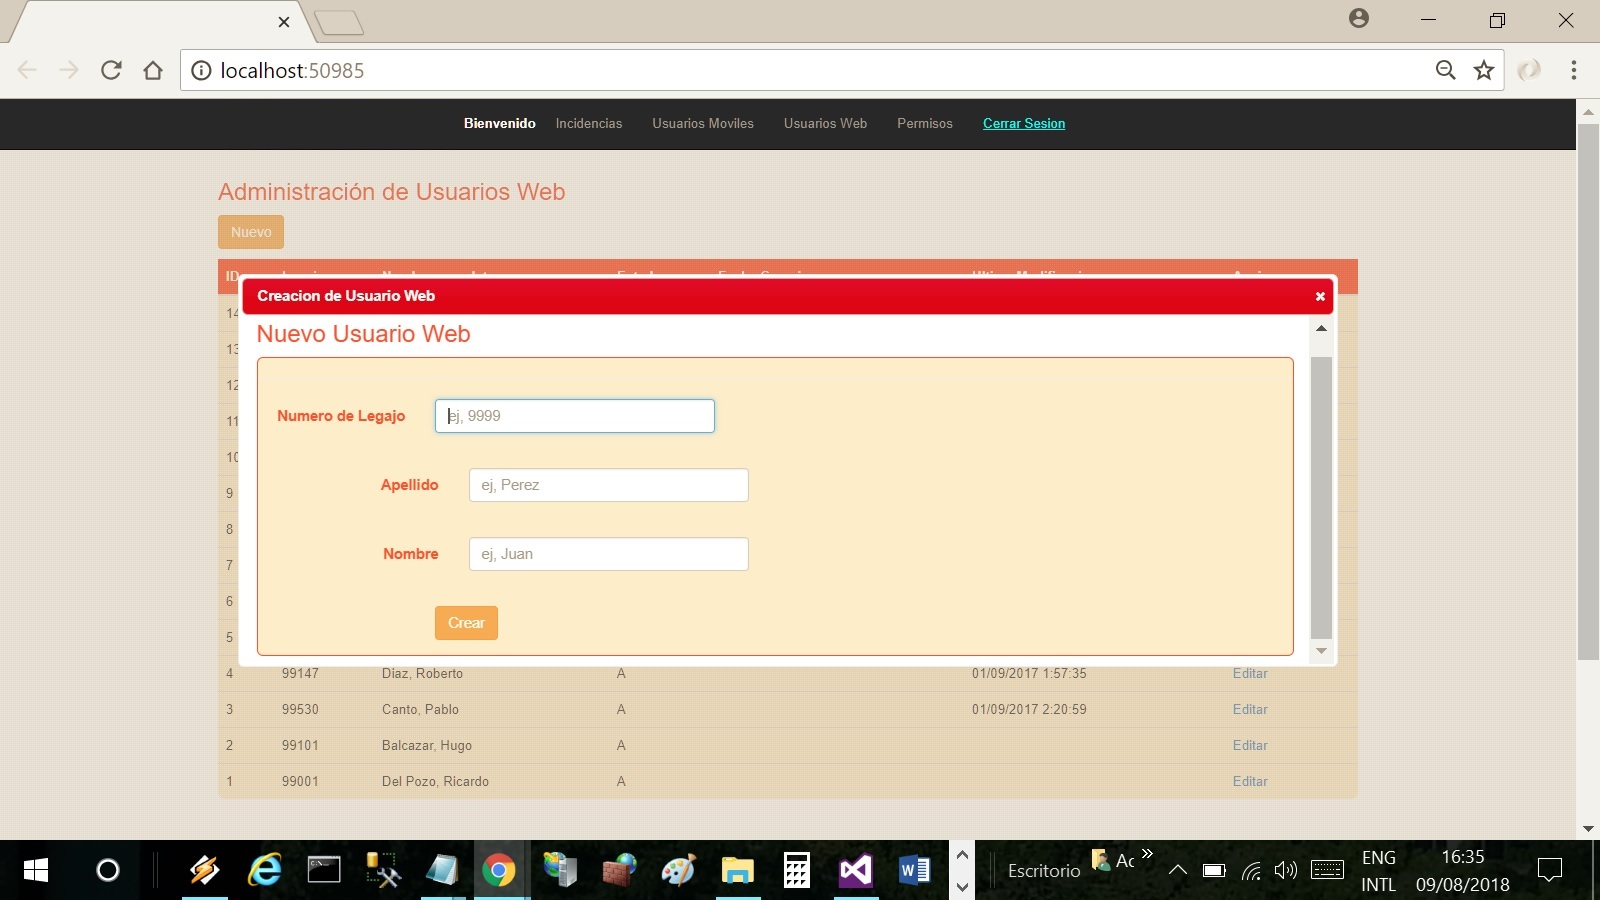 localhost:50985
Bienvenido Incidencias Usuarios Moviles Usuarios Web Permisos Cerrar Sesion
Administración de Usuarios Web
Nuevo
ID
Creacion de Usuario Web
Nuevo Usuario Web
14
13
12
11
10
9
8
7
6
5
Numero de Legajo ej, 9999
Apellido ej, Perez
Nombre ej, Juan
Crear
4 99147 Diaz, Roberto A 01/09/2017 1:57:35 Editar
3 99530 Canto, Pablo A 01/09/2017 2:20:59 Editar
2 99101 Balcazar, Hugo A Editar
1 99001 Del Pozo, Ricardo A Editar
Escritorio Ac
ENG 16:35
INTL 09/08/2018